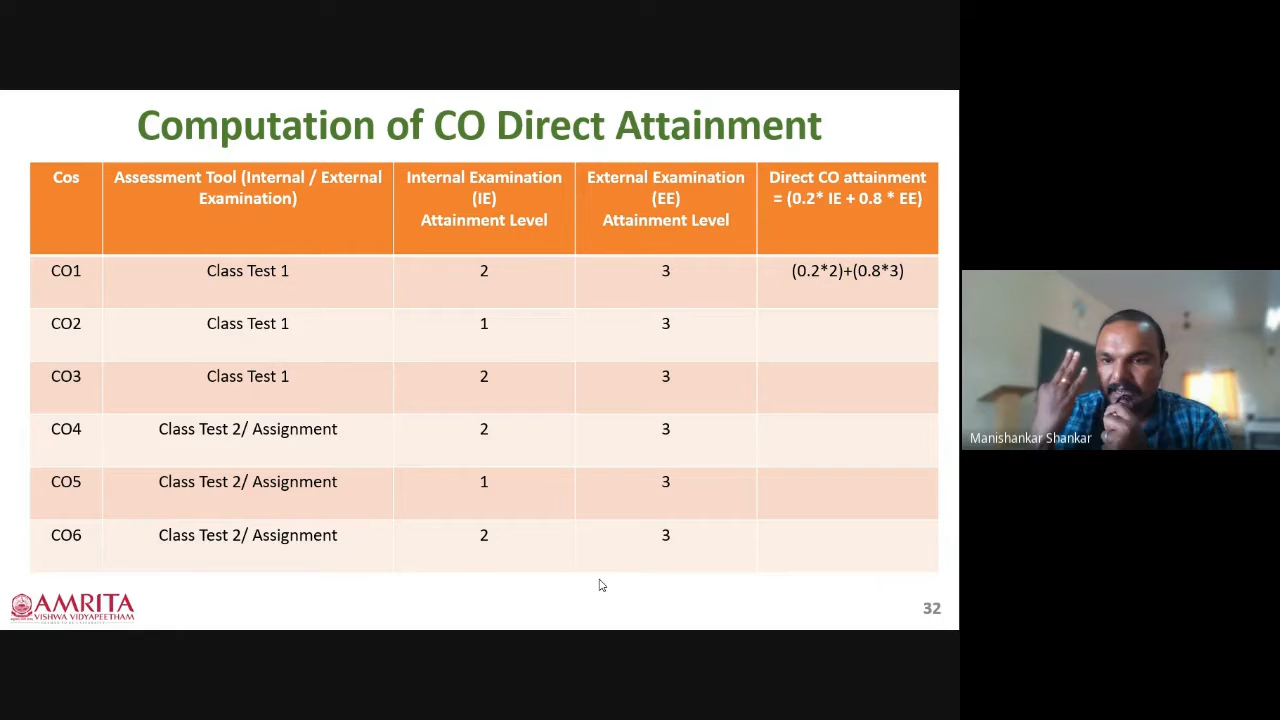 Computation of CO Direct Attainment
Cos
Assessment Tool (Internal / External
Examination)
Internal Examination
(IE)
Attainment Level
External Examination
(EE)
Attainment Level
Direct CO attainment
= (0.2* IE + 0.8 * EE)
CO1 Class Test 1 2 3 (0.2*2)+(0.8*3)
CO2 Class Test 1 1 3
CO3 Class Test 1 2 3
CO4 Class Test 2/ Assignment 2 3
CO5 Class Test 2/ Assignment 1 3
CO6 Class Test 2/ Assignment 2 3
AMRITA
VISHWA VIDYAPEETHAM
32
Manishankar Shankar